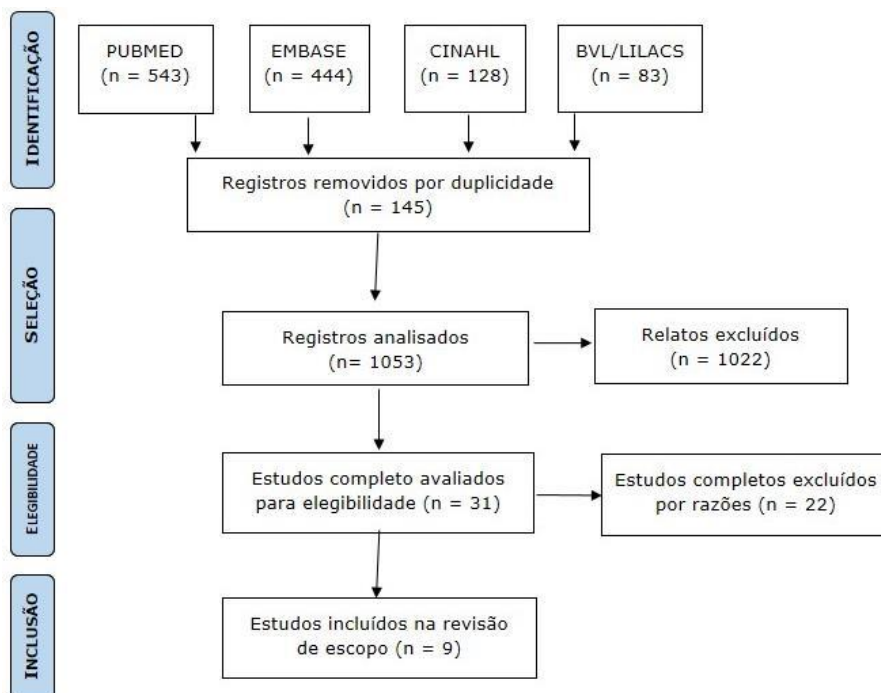 IDENTIFICAÇÃO
PUBMED
(n = 543)
EMBASE
(n = 444)
CINAHL
(n = 128)
BVL/LILACS
(n = 83)
Registros removidos por duplicidade
(n = 145)
SELEÇÃO
Registros analisados
(n= 1053)
Relatos excluídos
(n = 1022)
ELEGIBILIDADE
Estudos completo avaliados
para elegibilidade (n = 31)
Estudos completos excluídos
por razões (n = 22)
INCLUSÃO
Estudos incluídos na revisão
de escopo (n = 9)